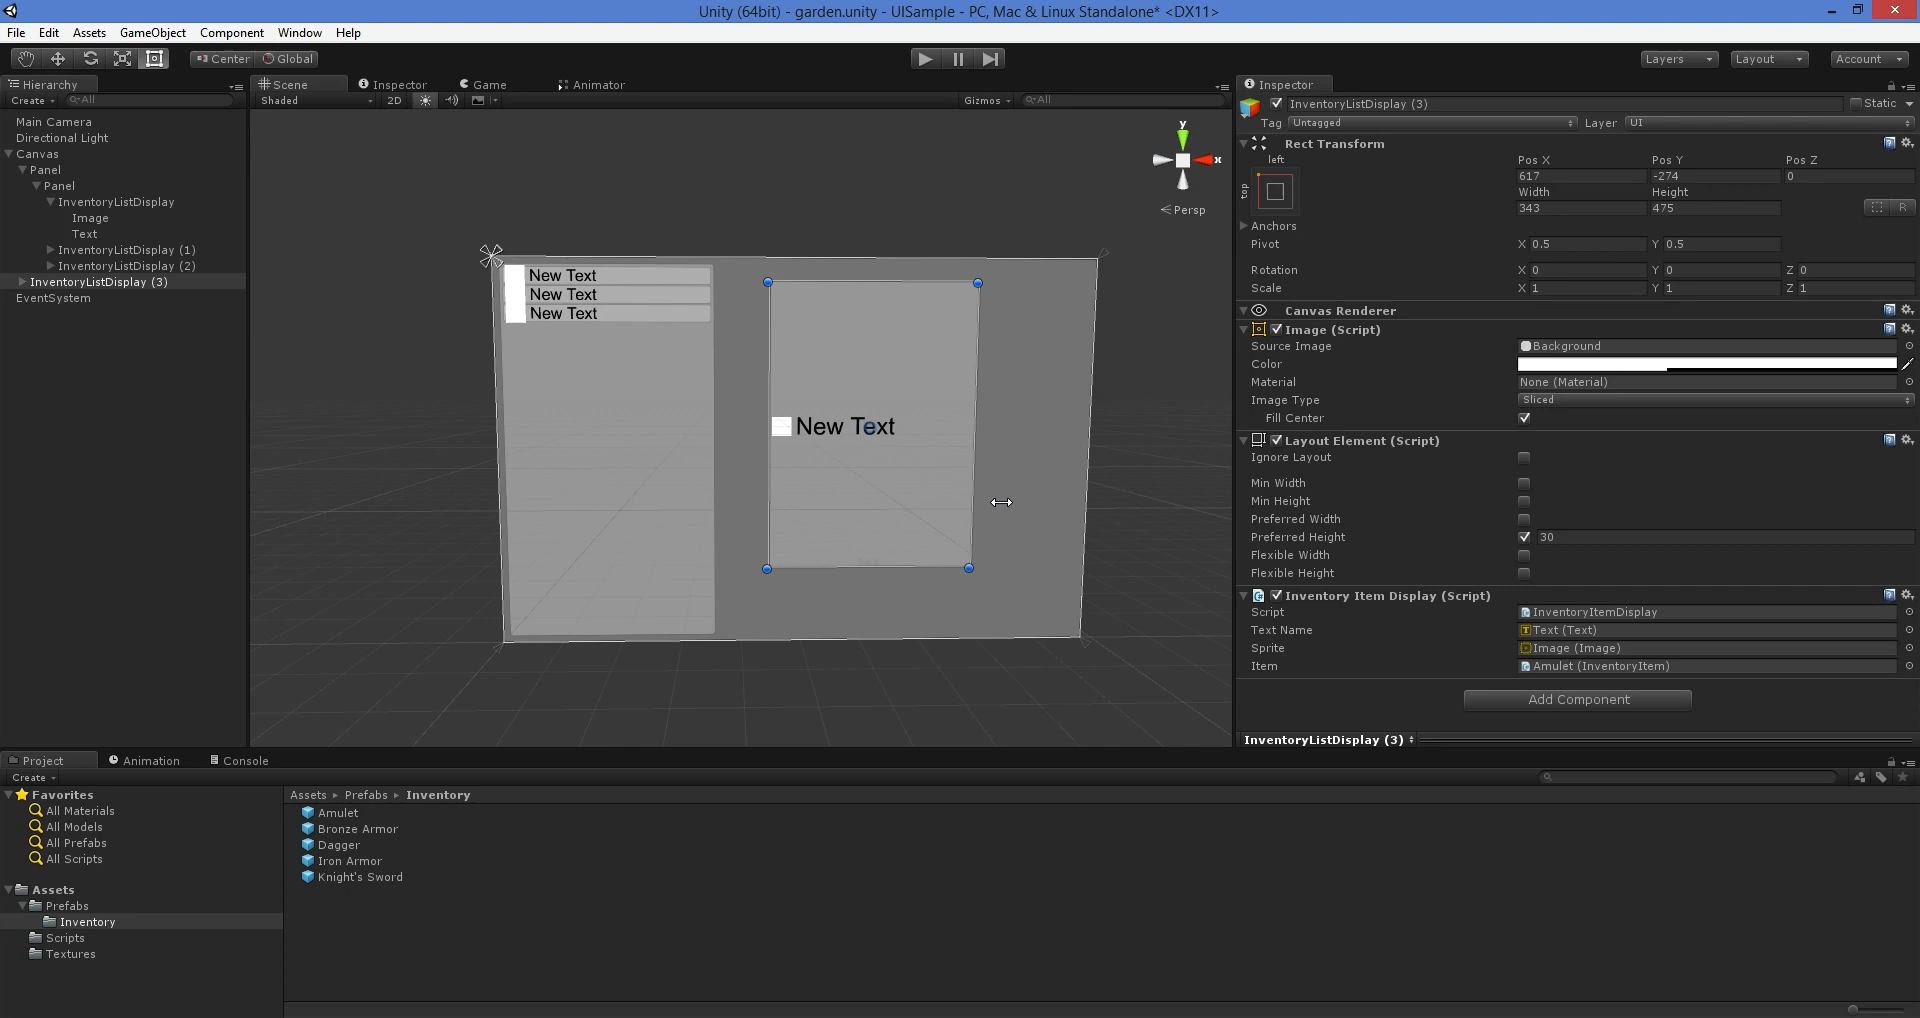 Unity (64bit) - garden.unity - UISample - PC, Mac & Linux Standalone* <DX11>
File Edit Assets GameObject Component Window Help
Center Global Layers Layout Account
Hierarchy
Create All
Main Camera
Directional Light
Canvas
Panel
Panel
InventoryListDisplay
Image
Text
InventoryListDisplay (1)
InventoryListDisplay (2)
InventoryListDisplay (3)
EventSystem
Scene Inspector Game Animator
Shaded 2D Gizmos All
y
x
Persp
New Text
New Text
New Text
New Text
Inspector
InventoryListDisplay (3) Static
Tag Untagged Layer UI
Rect Transform
left
top
Pos X Pos Y Pos Z
617 -274 0
Width Height
343 475 R
Anchors
Pivot X 0.5 Y 0.5
Rotation X 0 Y 0 Z 0
Scale X 1 Y 1 Z 1
Canvas Renderer
Image (Script)
Source Image Background
Color
Material None (Material)
Image Type Sliced
Fill Center
Layout Element (Script)
Ignore Layout
Min Width
Min Height
Preferred Width
Preferred Height 30
Flexible Width
Flexible Height
Inventory Item Display (Script)
Script InventoryItemDisplay
Text Name Text (Text)
Sprite Image (Image)
Item Amulet (InventoryItem)
Add Component
InventoryListDisplay (3)
Project Animation Console
Create
Favorites
All Materials
All Models
All Prefabs
All Scripts
Assets
Prefabs
Inventory
Scripts
Textures
Assets Prefabs Inventory
Amulet
Bronze Armor
Dagger
Iron Armor
Knight's Sword